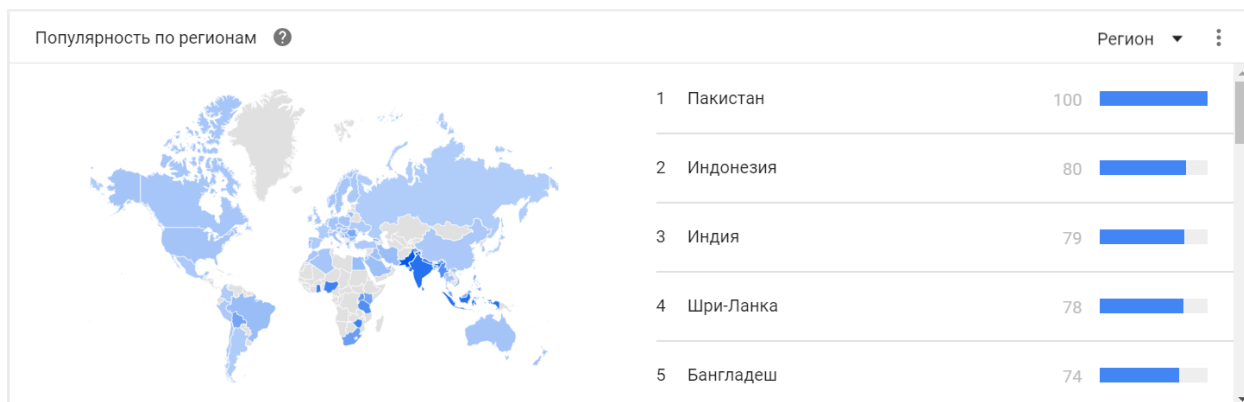 Популярность по регионам ?
Регион
1 Пакистан 100
2 Индонезия 80
3 Индия 79
4 Шри-Ланка 78
5 Бангладеш 74